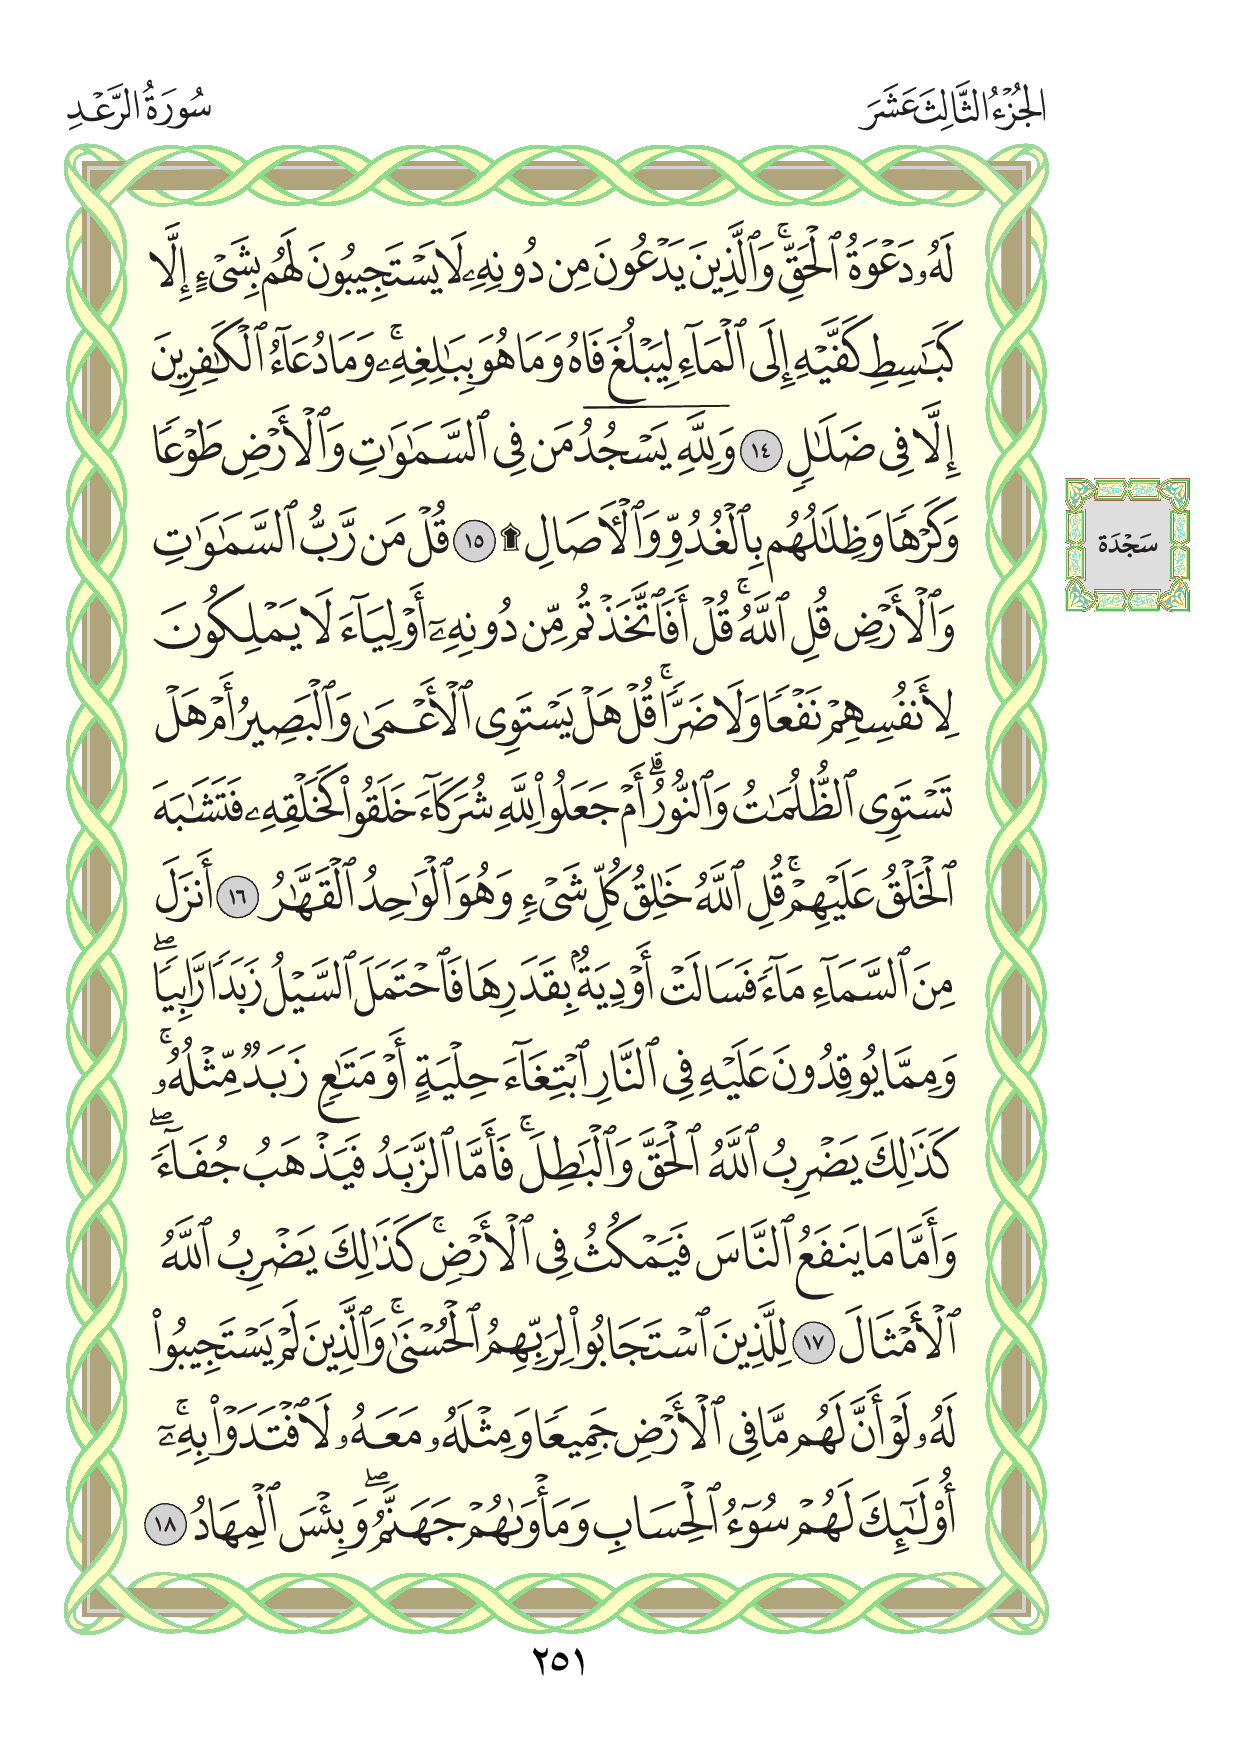 الجُزْءُ الثَّالِثَ عَشَرَ
سُورَةُ الرَّعْدِ
لَهُۥ دَعْوَةُ ٱلْحَقِّ ۖ وَٱلَّذِينَ يَدْعُونَ مِن دُونِهِۦ لَا يَسْتَجِيبُونَ لَهُم بِشَىْءٍ إِلَّا
كَبَٰسِطِ كَفَّيْهِ إِلَى ٱلْمَآءِ لِيَبْلُغَ فَاهُ وَمَا هُوَ بِبَٰلِغِهِۦ ۚ وَمَا دُعَآءُ ٱلْكَٰفِرِينَ
إِلَّا فِى ضَلَٰلٍ ١٤ وَلِلَّهِ يَسْجُدُ مَن فِى ٱلسَّمَٰوَٰتِ وَٱلْأَرْضِ طَوْعًا
وَكَرْهًا وَظِلَٰلُهُم بِٱلْغُدُوِّ وَٱلْءَاصَالِ ۩ ١٥ قُلْ مَن رَّبُّ ٱلسَّمَٰوَٰتِ
وَٱلْأَرْضِ قُلِ ٱللَّهُ ۚ قُلْ أَفَٱتَّخَذْتُم مِّن دُونِهِۦٓ أَوْلِيَآءَ لَا يَمْلِكُونَ
لِأَنفُسِهِمْ نَفْعًا وَلَا ضَرًّا ۚ قُلْ هَلْ يَسْتَوِى ٱلْأَعْمَىٰ وَٱلْبَصِيرُ أَمْ هَلْ
تَسْتَوِى ٱلظُّلُمَٰتُ وَٱلنُّورُ ۗ أَمْ جَعَلُوا۟ لِلَّهِ شُرَكَآءَ خَلَقُوا۟ كَخَلْقِهِۦ فَتَشَٰبَهَ
ٱلْخَلْقُ عَلَيْهِمْ ۚ قُلِ ٱللَّهُ خَٰلِقُ كُلِّ شَىْءٍ وَهُوَ ٱلْوَٰحِدُ ٱلْقَهَّٰرُ ١٦ أَنزَلَ
مِنَ ٱلسَّمَآءِ مَآءً فَسَالَتْ أَوْدِيَةٌۢ بِقَدَرِهَا فَٱحْتَمَلَ ٱلسَّيْلُ زَبَدًا رَّابِيًا ۖ
وَمِمَّا يُوقِدُونَ عَلَيْهِ فِى ٱلنَّارِ ٱبْتِغَآءَ حِلْيَةٍ أَوْ مَتَٰعٍ زَبَدٌ مِّثْلُهُۥ ۚ
كَذَٰلِكَ يَضْرِبُ ٱللَّهُ ٱلْحَقَّ وَٱلْبَٰطِلَ ۚ فَأَمَّا ٱلزَّبَدُ فَيَذْهَبُ جُفَآءً ۖ
وَأَمَّا مَا يَنفَعُ ٱلنَّاسَ فَيَمْكُثُ فِى ٱلْأَرْضِ ۚ كَذَٰلِكَ يَضْرِبُ ٱللَّهُ
ٱلْأَمْثَالَ ١٧ لِلَّذِينَ ٱسْتَجَابُوا۟ لِرَبِّهِمُ ٱلْحُسْنَىٰ ۚ وَٱلَّذِينَ لَمْ يَسْتَجِيبُوا۟
لَهُۥ لَوْ أَنَّ لَهُم مَّا فِى ٱلْأَرْضِ جَمِيعًا وَمِثْلَهُۥ مَعَهُۥ لَٱفْتَدَوْا۟ بِهِۦٓ ۚ
أُو۟لَٰٓئِكَ لَهُمْ سُوٓءُ ٱلْحِسَابِ وَمَأْوَىٰهُمْ جَهَنَّمُ ۖ وَبِئْسَ ٱلْمِهَادُ ١٨
سَجْدَة
٢٥١